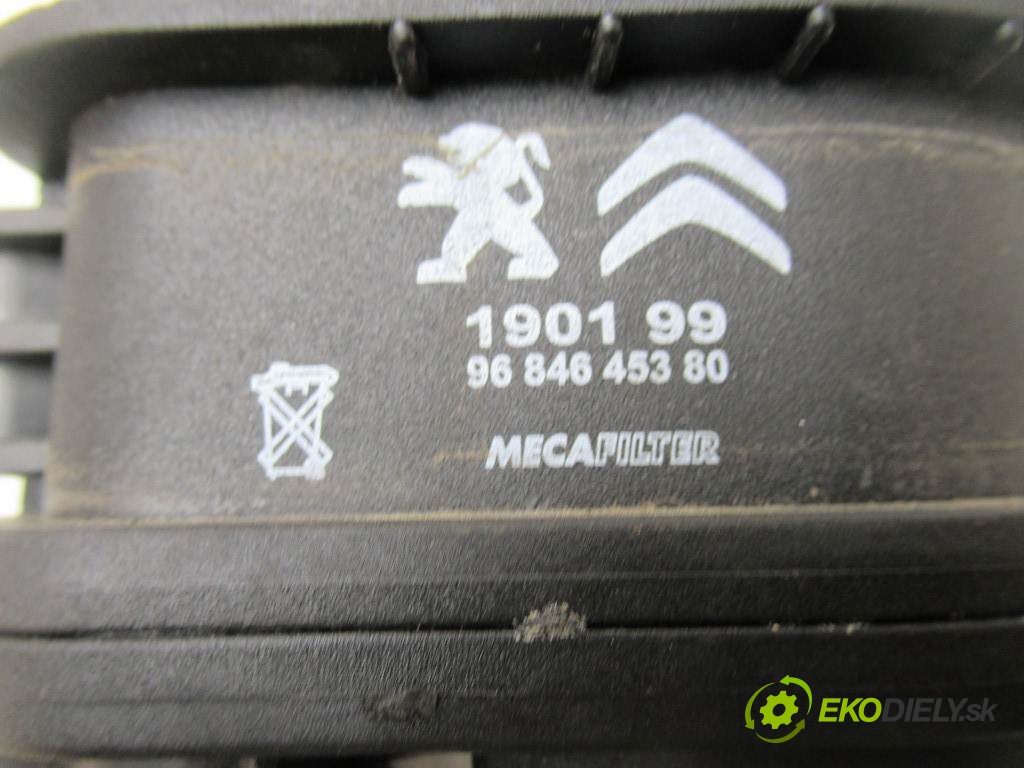 1901 99
96 846 453 80
MECAFILTER
EKODIELY.sk